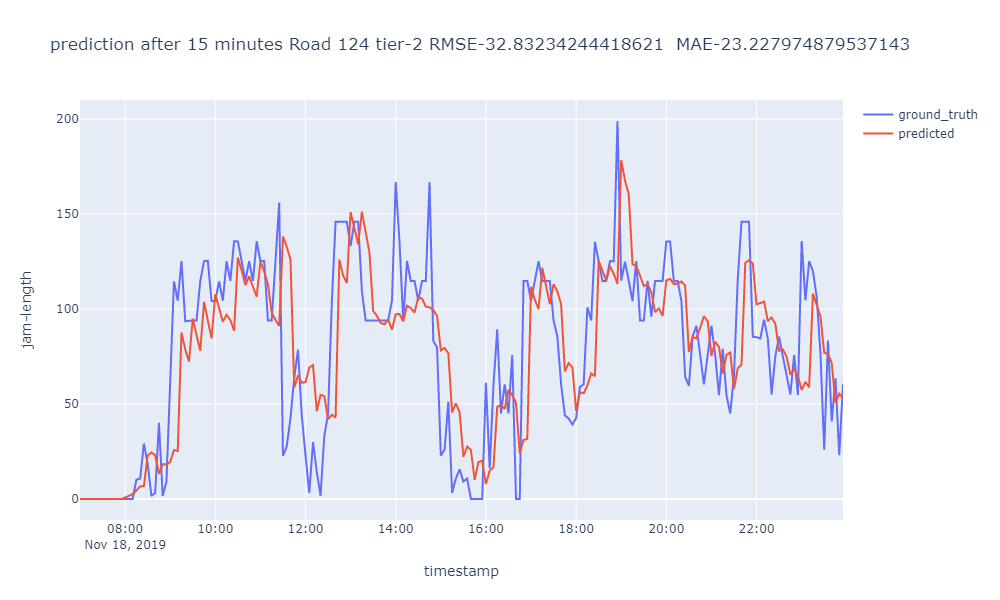 prediction after 15 minutes Road 124 tier-2 RMSE-32.83234244418621  MAE-23.227974879537143
ground_truth
predicted
200
150
100
50
0
jam-length
08:00 10:00 12:00 14:00 16:00 18:00 20:00 22:00
Nov 18, 2019
timestamp